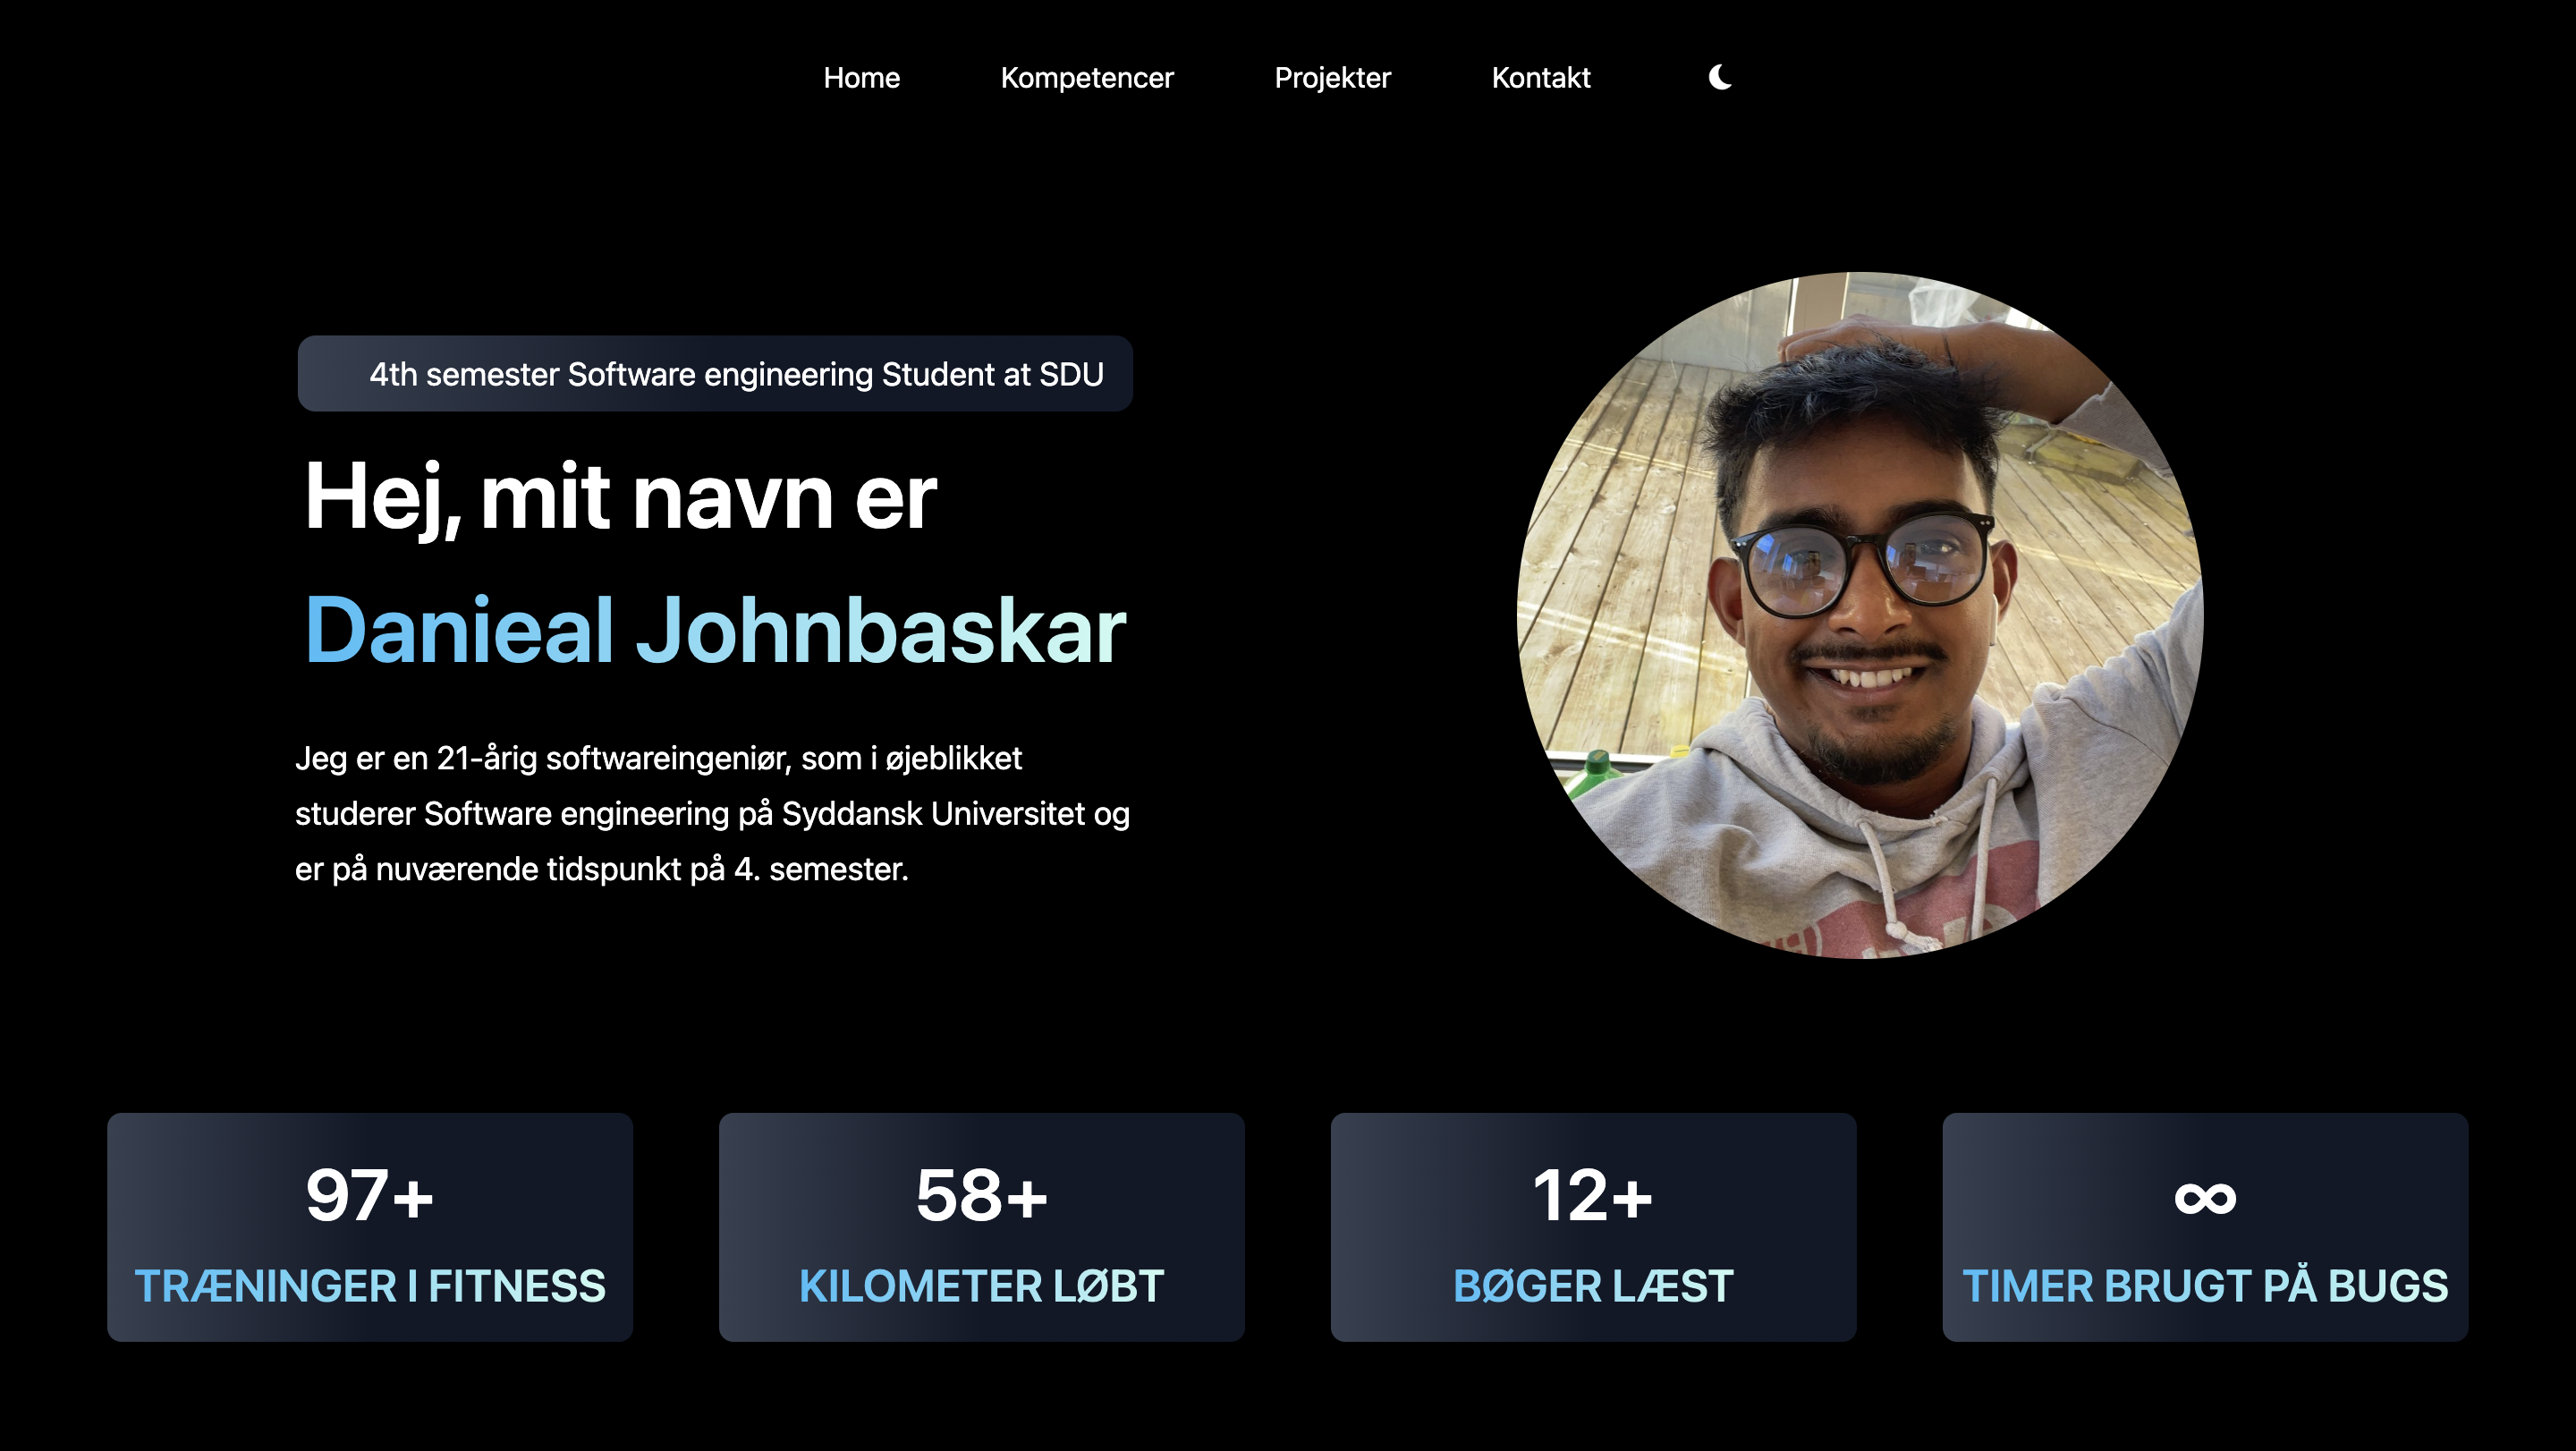 Home Kompetencer Projekter Kontakt
4th semester Software engineering Student at SDU
Hej, mit navn er
Danieal Johnbaskar
Jeg er en 21-årig softwareingeniør, som i øjeblikket
studerer Software engineering på Syddansk Universitet og
er på nuværende tidspunkt på 4. semester.
97+
TRÆNINGER I FITNESS
58+
KILOMETER LØBT
12+
BØGER LÆST
∞
TIMER BRUGT PÅ BUGS